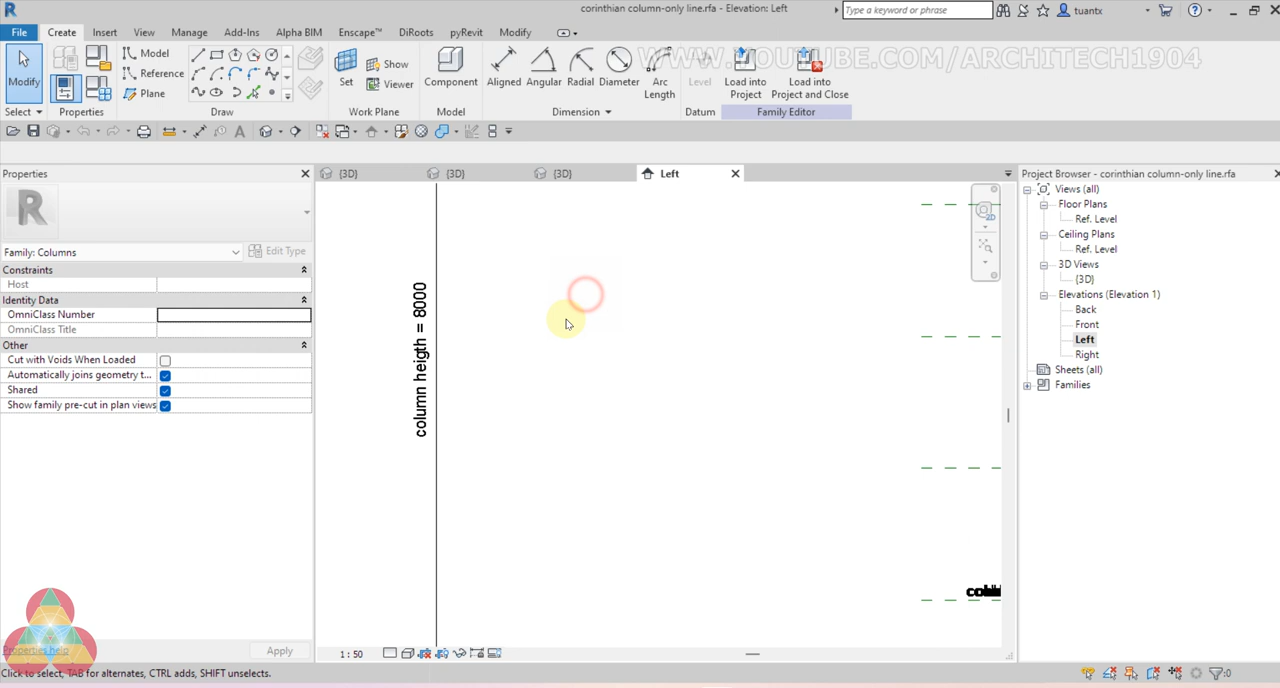 corinthian column-only line.rfa - Elevation: Left
Type a keyword or phrase
tuantx
File Create Insert View Manage Add-Ins Alpha BIM Enscape™ DiRoots pyRevit Modify
WWW.YOUTUBE.COM/ARCHITECH1904
Modify
Model
Reference
Plane
Set
Show
Viewer
Component
Aligned Angular Radial Diameter Arc Length
Level
Load into Project
Load into Project and Close
Select Properties Draw Work Plane Model Dimension Datum Family Editor
Properties
{3D} {3D} {3D} Left
Project Browser - corinthian column-only line.rfa
Family: Columns
Edit Type
Constraints
Host
Identity Data
OmniClass Number
OmniClass Title
Other
Cut with Voids When Loaded
Automatically joins geometry t...
Shared
Show family pre-cut in plan views
column heigth = 8000
2D
Views (all)
Floor Plans
Ref. Level
Ceiling Plans
Ref. Level
3D Views
{3D}
Elevations (Elevation 1)
Back
Front
Left
Right
Sheets (all)
Families
Properties help
Apply
1 : 50
Click to select, TAB for alternates, CTRL adds, SHIFT unselects.
:0